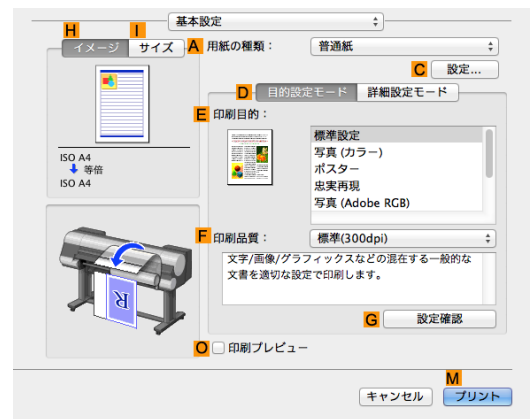 基本設定
H I
イメージ サイズ
A 用紙の種類： 普通紙
C 設定...
D 目的設定モード 詳細設定モード
E 印刷目的：
標準設定
写真 (カラー)
ポスター
忠実再現
写真 (Adobe RGB)
ISO A4
等倍
ISO A4
F 印刷品質： 標準(300dpi)
文字/画像/グラフィックスなどの混在する一般的な
文書を適切な設定で印刷します。
R
G 設定確認
O 印刷プレビュー
M
キャンセル プリント